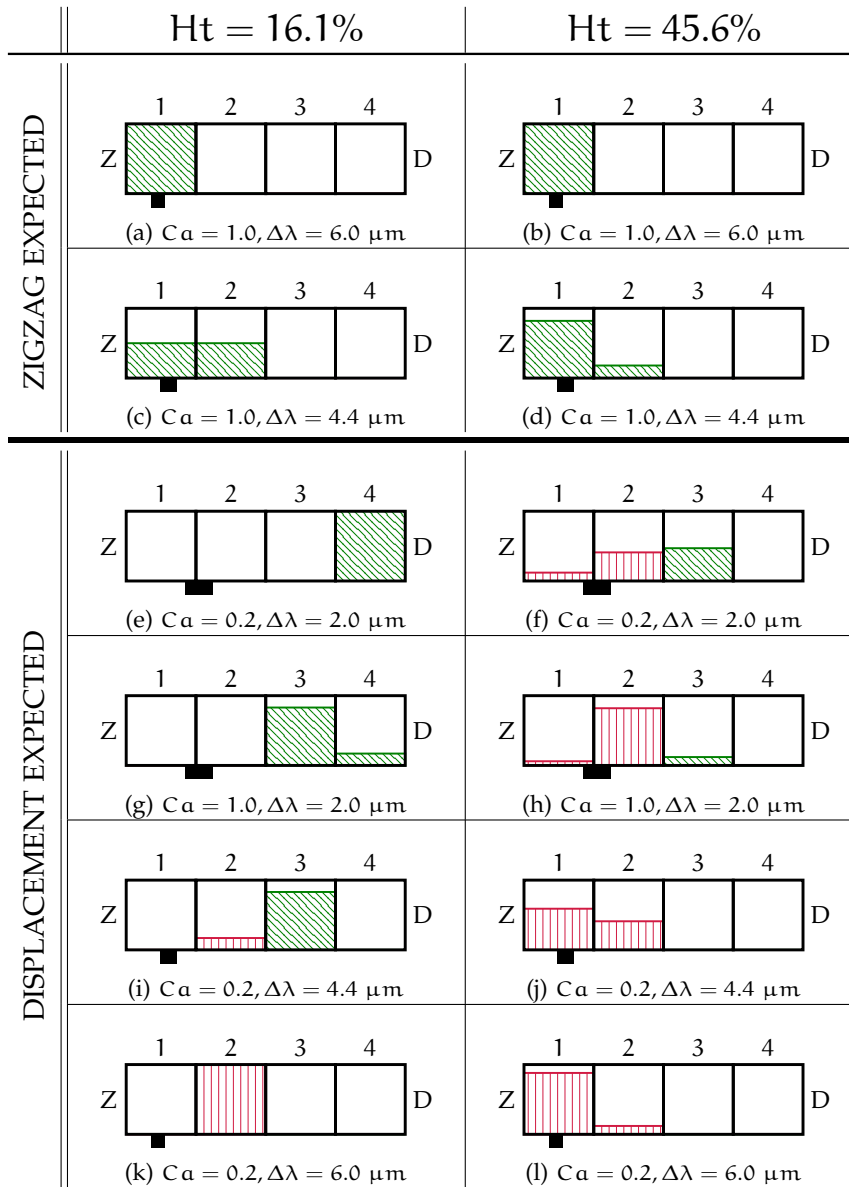 Ht = 16.1% Ht = 45.6%
ZIGZAG EXPECTED
1 2 3 4 1 2 3 4
Z D Z D
(a) Ca = 1.0, Δλ = 6.0 μm (b) Ca = 1.0, Δλ = 6.0 μm
1 2 3 4 1 2 3 4
Z D Z D
(c) Ca = 1.0, Δλ = 4.4 μm (d) Ca = 1.0, Δλ = 4.4 μm
DISPLACEMENT EXPECTED
1 2 3 4 1 2 3 4
Z D Z D
(e) Ca = 0.2, Δλ = 2.0 μm (f) Ca = 0.2, Δλ = 2.0 μm
1 2 3 4 1 2 3 4
Z D Z D
(g) Ca = 1.0, Δλ = 2.0 μm (h) Ca = 1.0, Δλ = 2.0 μm
1 2 3 4 1 2 3 4
Z D Z D
(i) Ca = 0.2, Δλ = 4.4 μm (j) Ca = 0.2, Δλ = 4.4 μm
1 2 3 4 1 2 3 4
Z D Z D
(k) Ca = 0.2, Δλ = 6.0 μm (l) Ca = 0.2, Δλ = 6.0 μm